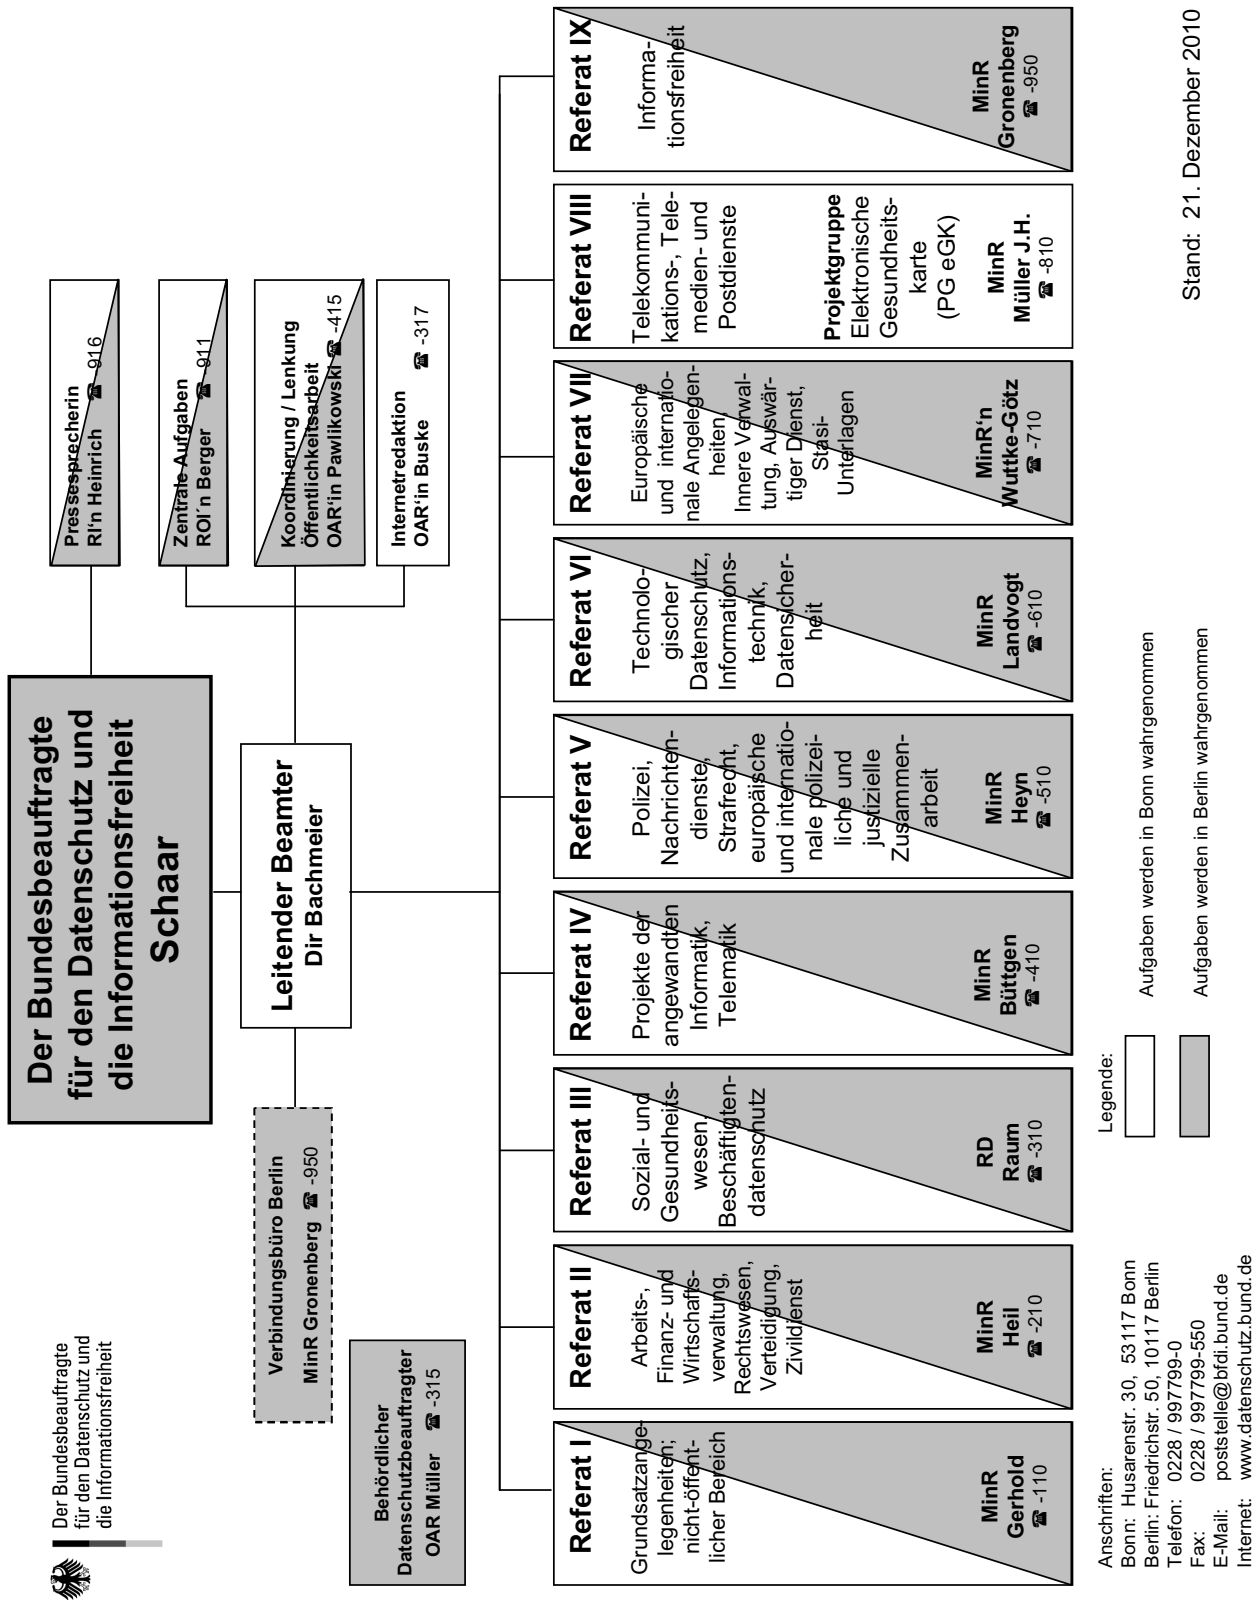 Der Bundesbeauftragte
für den Datenschutz und
die Informationsfreiheit
Der Bundesbeauftragte
für den Datenschutz und
die Informationsfreiheit
Schaar
Pressesprecherin
RI'n Heinrich ☎ -916
Leitender Beamter
Dir Bachmeier
Zentrale Aufgaben
ROI´n Berger ☎ -911
Koordinierung / Lenkung
Öffentlichkeitsarbeit
OAR'in Pawlikowski ☎ -415
Internetredaktion
OAR'in Buske ☎ -317
Verbindungsbüro Berlin
MinR Gronenberg ☎ -950
Behördlicher
Datenschutzbeauftragter
OAR Müller ☎ -315
Referat I
Grundsatzange-
legenheiten;
nicht-öffent-
licher Bereich
MinR
Gerhold
☎ -110
Referat II
Arbeits-,
Finanz- und
Wirtschafts-
verwaltung,
Rechtswesen,
Verteidigung,
Zivildienst
MinR
Heil
☎ -210
Referat III
Sozial- und
Gesundheits-
wesen,
Beschäftigten-
datenschutz
RD
Raum
☎ -310
Referat IV
Projekte der
angewandten
Informatik,
Telematik
MinR
Büttgen
☎ -410
Referat V
Polizei,
Nachrichten-
dienste,
Strafrecht,
europäische
und internatio-
nale polizei-
liche und
justizielle
Zusammen-
arbeit
MinR
Heyn
☎ -510
Referat VI
Technolo-
gischer
Datenschutz,
Informations-
technik,
Datensicher-
heit
MinR
Landvogt
☎ -610
Referat VII
Europäische
und internatio-
nale Angelegen-
heiten,
Innere Verwal-
tung, Auswär-
tiger Dienst,
Stasi-
Unterlagen
MinR'n
Wuttke-Götz
☎ -710
Referat VIII
Telekommuni-
kations-, Tele-
medien- und
Postdienste
Projektgruppe
Elektronische
Gesundheits-
karte
(PG eGK)
MinR
Müller J.H.
☎ -810
Referat IX
Informa-
tionsfreiheit
MinR
Gronenberg
☎ -950
Anschriften:
Bonn: Husarenstr. 30, 53117 Bonn
Berlin: Friedrichstr. 50, 10117 Berlin
Telefon: 0228 / 997799-0
Fax: 0228 / 997799-550
E-Mail: poststelle@bfdi.bund.de
Internet: www.datenschutz.bund.de
Legende:
Aufgaben werden in Bonn wahrgenommen
Aufgaben werden in Berlin wahrgenommen
Stand: 21. Dezember 2010